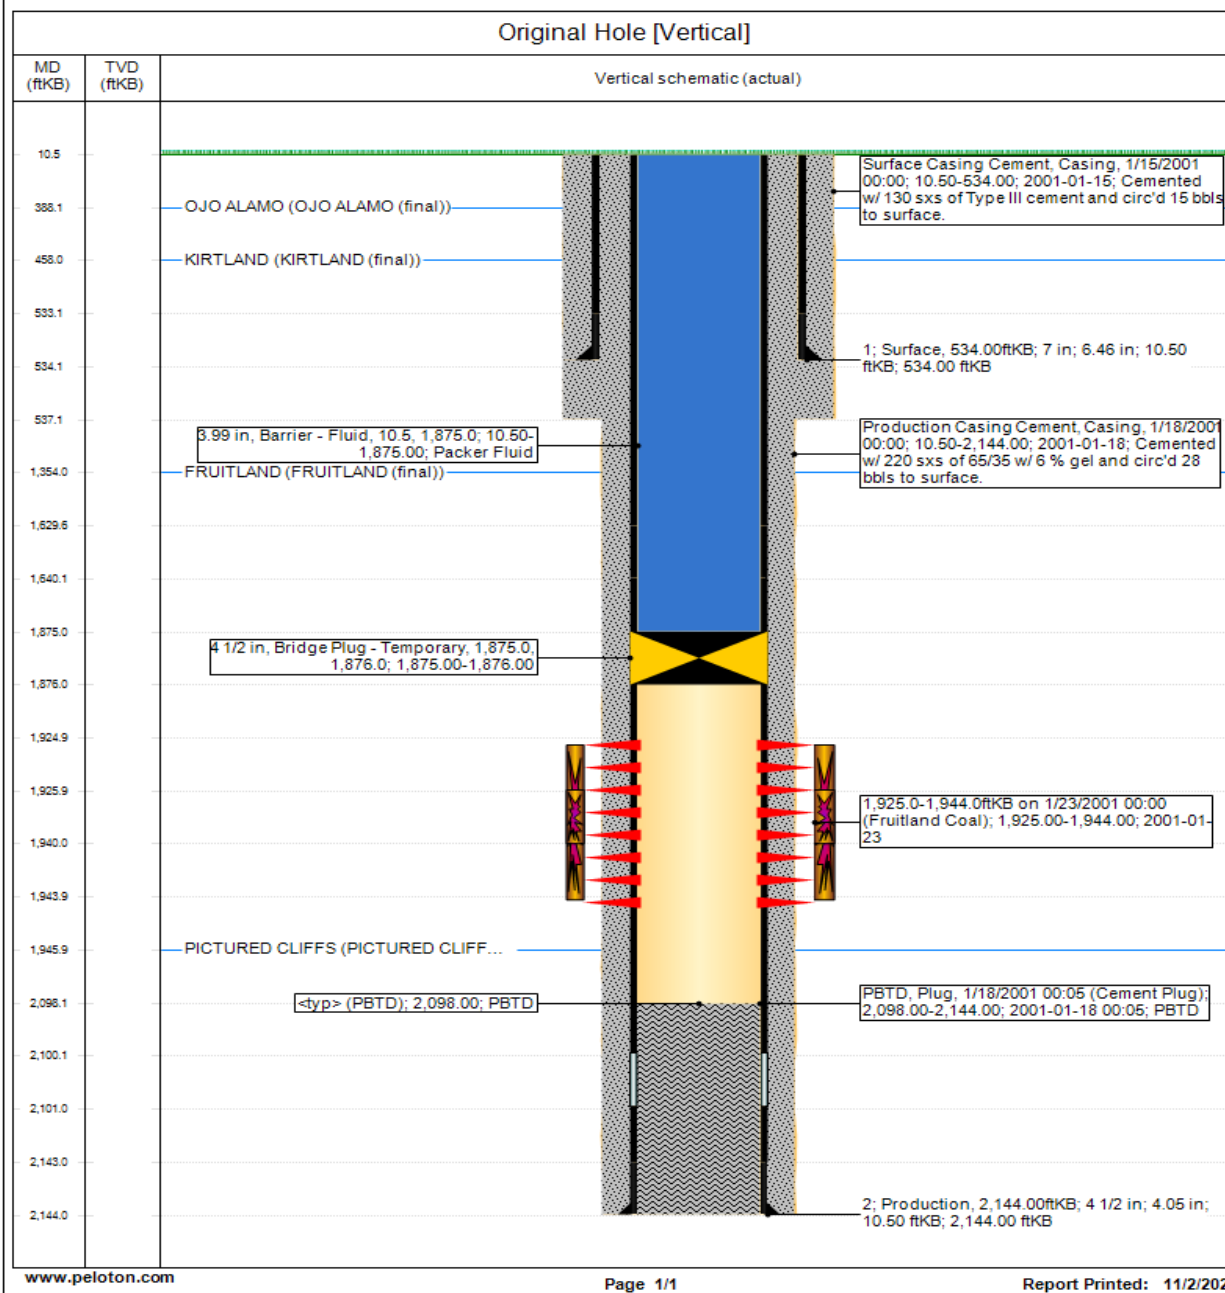 Original Hole [Vertical]
MD
(ftKB)
TVD
(ftKB)
Vertical schematic (actual)
10.5
388.1
458.0
533.1
534.1
537.1
1,354.0
1,629.6
1,640.1
1,875.0
1,876.0
1,924.9
1,925.9
1,940.0
1,943.9
1,945.9
2,098.1
2,100.1
2,101.0
2,143.0
2,144.0
Surface Casing Cement, Casing, 1/15/2001
00:00; 10.50-534.00; 2001-01-15; Cemented
w/ 130 sxs of Type III cement and circ'd 15 bbls
to surface.
OJO ALAMO (OJO ALAMO (final))
KIRTLAND (KIRTLAND (final))
1; Surface, 534.00ftKB; 7 in; 6.46 in; 10.50
ftKB; 534.00 ftKB
3.99 in, Barrier - Fluid, 10.5, 1,875.0; 10.50-
1,875.00; Packer Fluid
Production Casing Cement, Casing, 1/18/2001
00:00; 10.50-2,144.00; 2001-01-18; Cemented
w/ 220 sxs of 65/35 w/ 6 % gel and circ'd 28
bbls to surface.
FRUITLAND (FRUITLAND (final))
4 1/2 in, Bridge Plug - Temporary, 1,875.0,
1,876.0; 1,875.00-1,876.00
1,925.0-1,944.0ftKB on 1/23/2001 00:00
(Fruitland Coal); 1,925.00-1,944.00; 2001-01-
23
PICTURED CLIFFS (PICTURED CLIFF...
<typ> (PBTD); 2,098.00; PBTD
PBTD, Plug, 1/18/2001 00:05 (Cement Plug);
2,098.00-2,144.00; 2001-01-18 00:05; PBTD
2; Production, 2,144.00ftKB; 4 1/2 in; 4.05 in;
10.50 ftKB; 2,144.00 ftKB
www.peloton.com
Page 1/1
Report Printed: 11/2/202